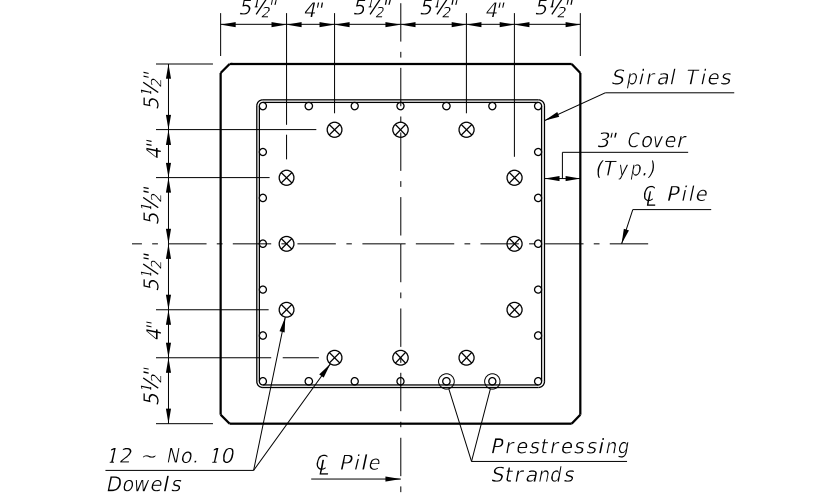 5½" 4" 5½" 5½" 4" 5½"
Spiral Ties
5½"
4"
5½"
5½"
4"
5½"
3" Cover
(Typ.)
℄ Pile
12 ~ No. 10
Dowels
℄ Pile
Prestressing
Strands